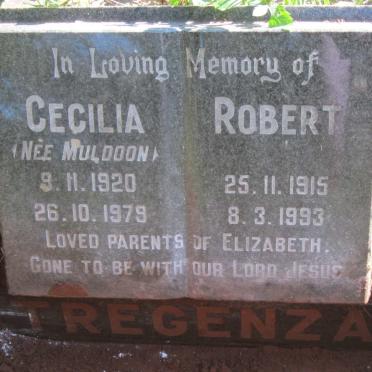 In Loving Memory of
CECILIA ROBERT
(NÉE MULDOON)
9.11.1920 25.11.1915
26.10.1979 8.3.1993
LOVED PARENTS OF ELIZABETH.
GONE TO BE WITH OUR LORD JESUS
TREGENZA